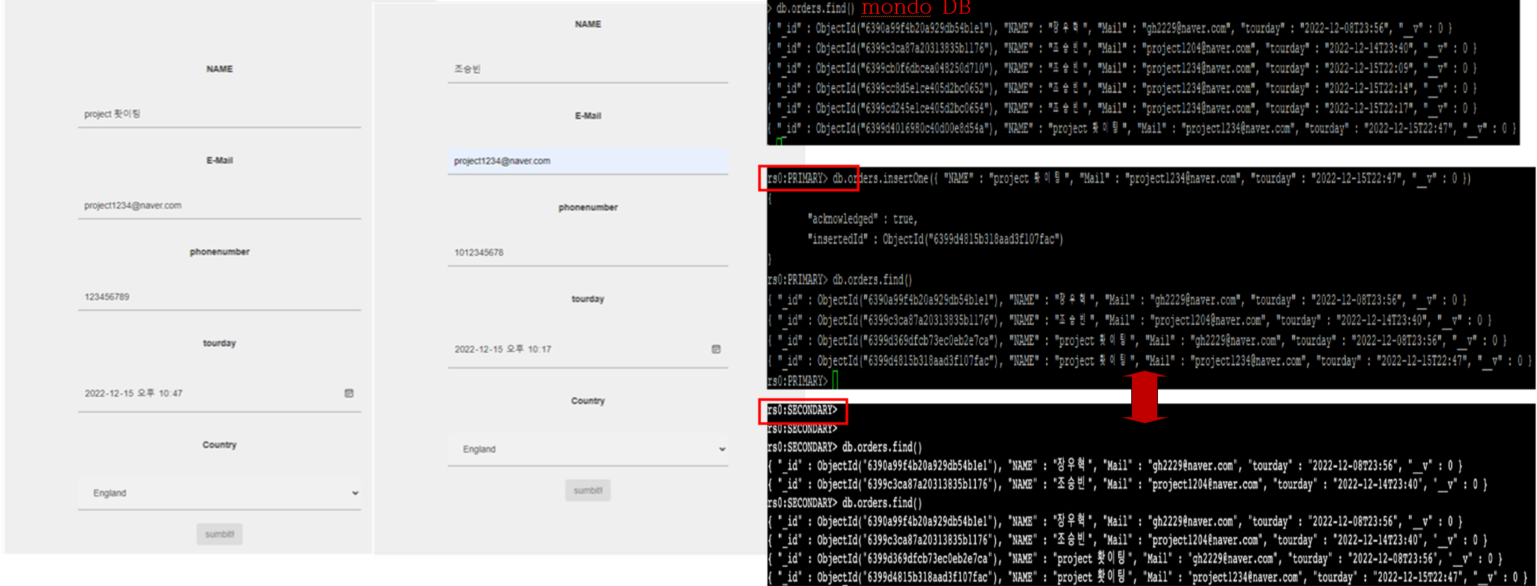 NAME
project 홧이팅
E-Mail
project1234@naver.com
phonenumber
123456789
tourday
2022-12-15 오후 10:47
Country
England
sumbit!
NAME
조승빈
E-Mail
project1234@naver.com
phonenumber
1012345678
tourday
2022-12-15 오후 10:17
Country
England
sumbit!
> db.orders.find() mondo DB
{ "_id" : ObjectId("6390a99f4b20a929db54b1e1"), "NAME" : "장우혁", "Mail" : "gh2229@naver.com", "tourday" : "2022-12-08T23:56", "__v" : 0 }
{ "_id" : ObjectId("6399c3ca87a20313835b1176"), "NAME" : "조승빈", "Mail" : "project1204@naver.com", "tourday" : "2022-12-14T23:40", "__v" : 0 }
{ "_id" : ObjectId("6399cb0f6dbcea048250d710"), "NAME" : "조승빈", "Mail" : "project1234@naver.com", "tourday" : "2022-12-15T22:09", "__v" : 0 }
{ "_id" : ObjectId("6399cc8d5e1ce405d2bc0652"), "NAME" : "조승빈", "Mail" : "project1234@naver.com", "tourday" : "2022-12-15T22:14", "__v" : 0 }
{ "_id" : ObjectId("6399cd245e1ce405d2bc0654"), "NAME" : "조승빈", "Mail" : "project1234@naver.com", "tourday" : "2022-12-15T22:17", "__v" : 0 }
{ "_id" : ObjectId("6399d4016980c40d00e8d54a"), "NAME" : "project 홧이팅", "Mail" : "project1234@naver.com", "tourday" : "2022-12-15T22:47", "__v" : 0 }
rs0:PRIMARY> db.orders.insertOne({ "NAME" : "project 홧이팅", "Mail" : "project1234@naver.com", "tourday" : "2022-12-15T22:47", "__v" : 0 })
{
"acknowledged" : true,
"insertedId" : ObjectId("6399d4815b318aad3f107fac")
}
rs0:PRIMARY> db.orders.find()
{ "_id" : ObjectId("6390a99f4b20a929db54b1e1"), "NAME" : "장우혁", "Mail" : "gh2229@naver.com", "tourday" : "2022-12-08T23:56", "__v" : 0 }
{ "_id" : ObjectId("6399c3ca87a20313835b1176"), "NAME" : "조승빈", "Mail" : "project1204@naver.com", "tourday" : "2022-12-14T23:40", "__v" : 0 }
{ "_id" : ObjectId("6399d369dfcb73ec0eb2e7ca"), "NAME" : "project 홧이팅", "Mail" : "gh2229@naver.com", "tourday" : "2022-12-08T23:56", "__v" : 0 }
{ "_id" : ObjectId("6399d4815b318aad3f107fac"), "NAME" : "project 홧이팅", "Mail" : "project1234@naver.com", "tourday" : "2022-12-15T22:47", "__v" : 0 }
rs0:PRIMARY>
rs0:SECONDARY>
rs0:SECONDARY>
rs0:SECONDARY> db.orders.find()
{ "_id" : ObjectId("6390a99f4b20a929db54b1e1"), "NAME" : "장우혁", "Mail" : "gh2229@naver.com", "tourday" : "2022-12-08T23:56", "__v" : 0 }
{ "_id" : ObjectId("6399c3ca87a20313835b1176"), "NAME" : "조승빈", "Mail" : "project1204@naver.com", "tourday" : "2022-12-14T23:40", "__v" : 0 }
rs0:SECONDARY> db.orders.find()
{ "_id" : ObjectId("6390a99f4b20a929db54b1e1"), "NAME" : "장우혁", "Mail" : "gh2229@naver.com", "tourday" : "2022-12-08T23:56", "__v" : 0 }
{ "_id" : ObjectId("6399c3ca87a20313835b1176"), "NAME" : "조승빈", "Mail" : "project1204@naver.com", "tourday" : "2022-12-14T23:40", "__v" : 0 }
{ "_id" : ObjectId("6399d369dfcb73ec0eb2e7ca"), "NAME" : "project 홧이팅", "Mail" : "gh2229@naver.com", "tourday" : "2022-12-08T23:56", "__v" : 0 }
{ "_id" : ObjectId("6399d4815b318aad3f107fac"), "NAME" : "project 홧이팅", "Mail" : "project1234@naver.com", "tourday" : "2022-12-15T22:47", "__v" : 0 }